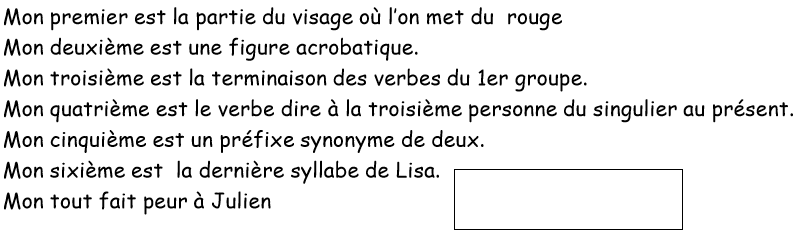 Mon premier est la partie du visage où l'on met du rouge
Mon deuxième est une figure acrobatique.
Mon troisième est la terminaison des verbes du 1er groupe.
Mon quatrième est le verbe dire à la troisième personne du singulier au présent.
Mon cinquième est un préfixe synonyme de deux.
Mon sixième est la dernière syllabe de Lisa.
Mon tout fait peur à Julien